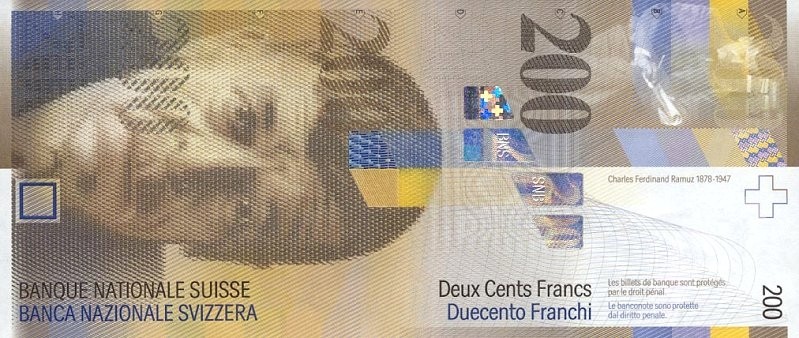 200
A
B
C
D
E
BNS
SNB
Charles Ferdinand Ramuz 1878-1947
BANQUE NATIONALE SUISSE
BANCA NAZIONALE SVIZZERA
Deux Cents Francs
Duecento Franchi
Les billets de banque sont protégés
par le droit pénal.
Le banconote sono protette
dal diritto penale.
200